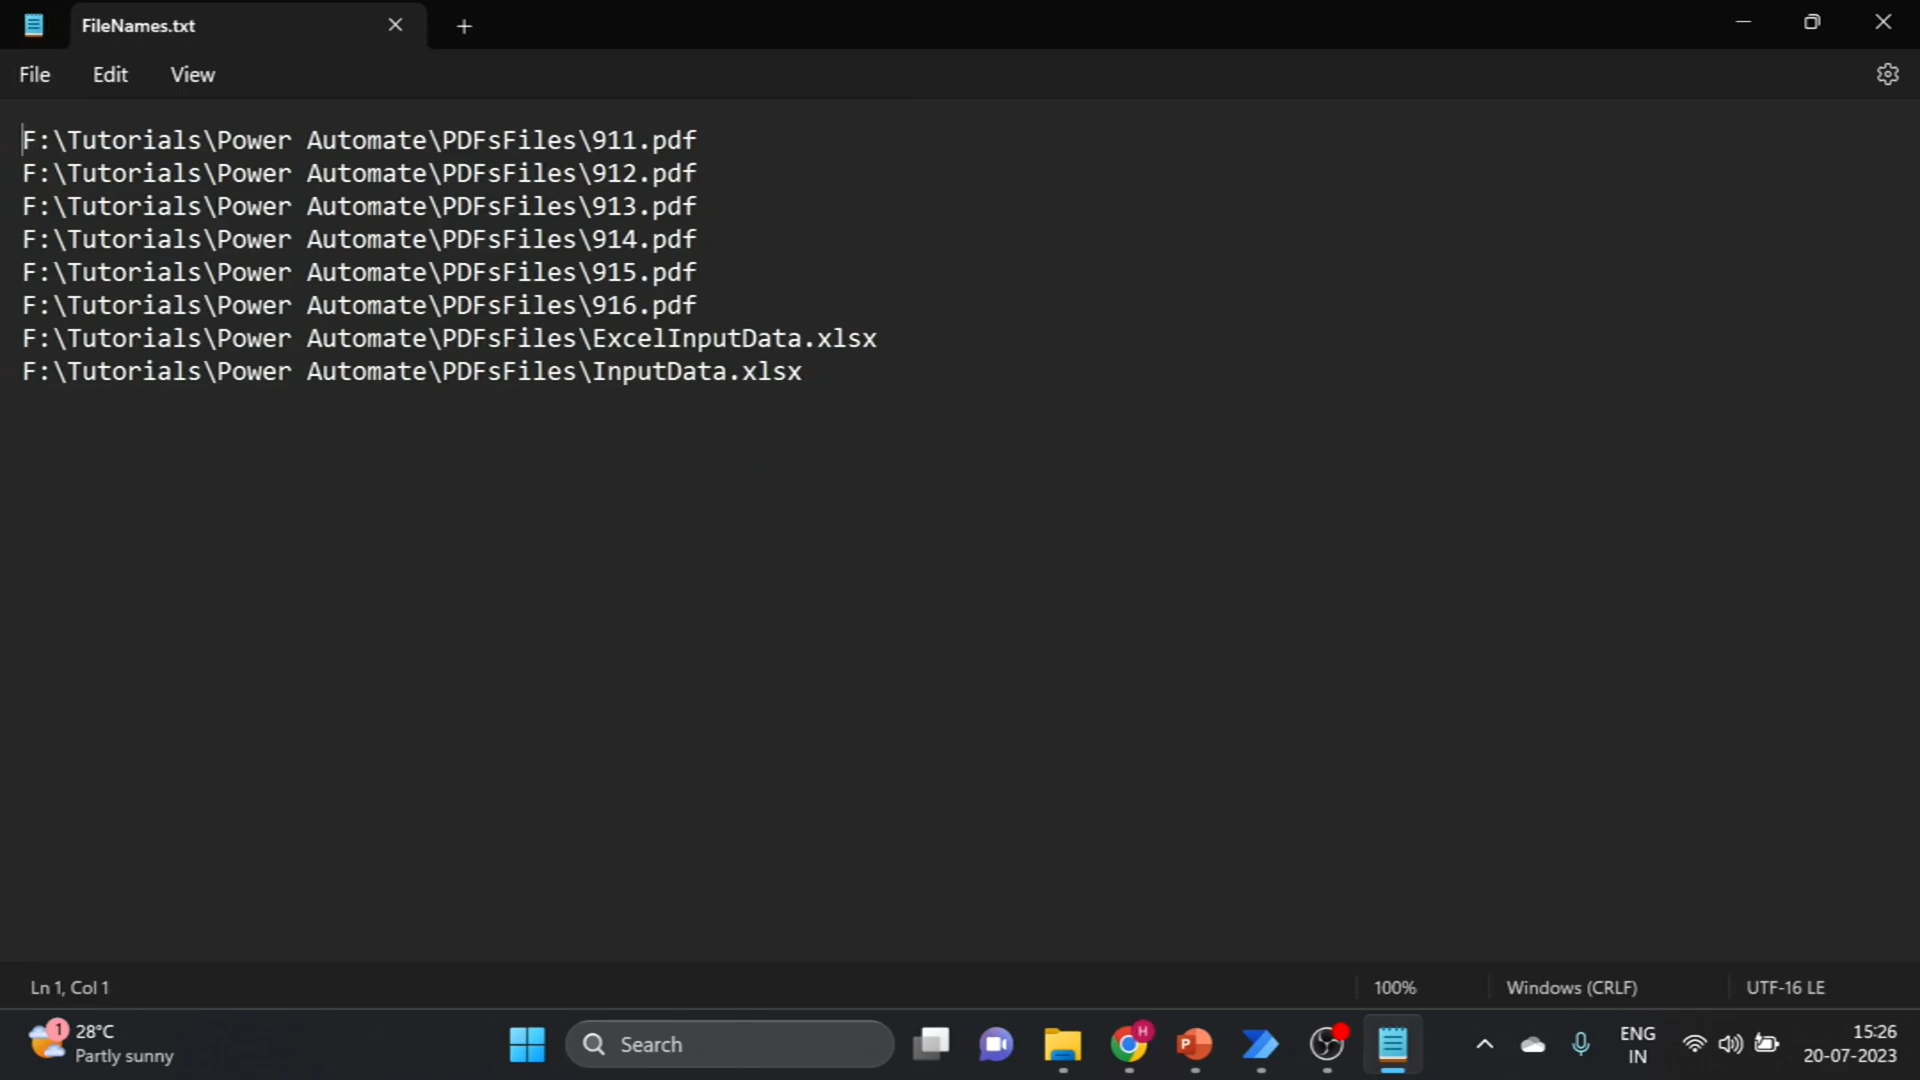 FileNames.txt
File Edit View
F:\Tutorials\Power Automate\PDFsFiles\911.pdf
F:\Tutorials\Power Automate\PDFsFiles\912.pdf
F:\Tutorials\Power Automate\PDFsFiles\913.pdf
F:\Tutorials\Power Automate\PDFsFiles\914.pdf
F:\Tutorials\Power Automate\PDFsFiles\915.pdf
F:\Tutorials\Power Automate\PDFsFiles\916.pdf
F:\Tutorials\Power Automate\PDFsFiles\ExcelInputData.xlsx
F:\Tutorials\Power Automate\PDFsFiles\InputData.xlsx
Ln 1, Col 1 100% Windows (CRLF) UTF-16 LE
1 28°C
Partly sunny
Search
H
P
ENG
IN
15:26
20-07-2023